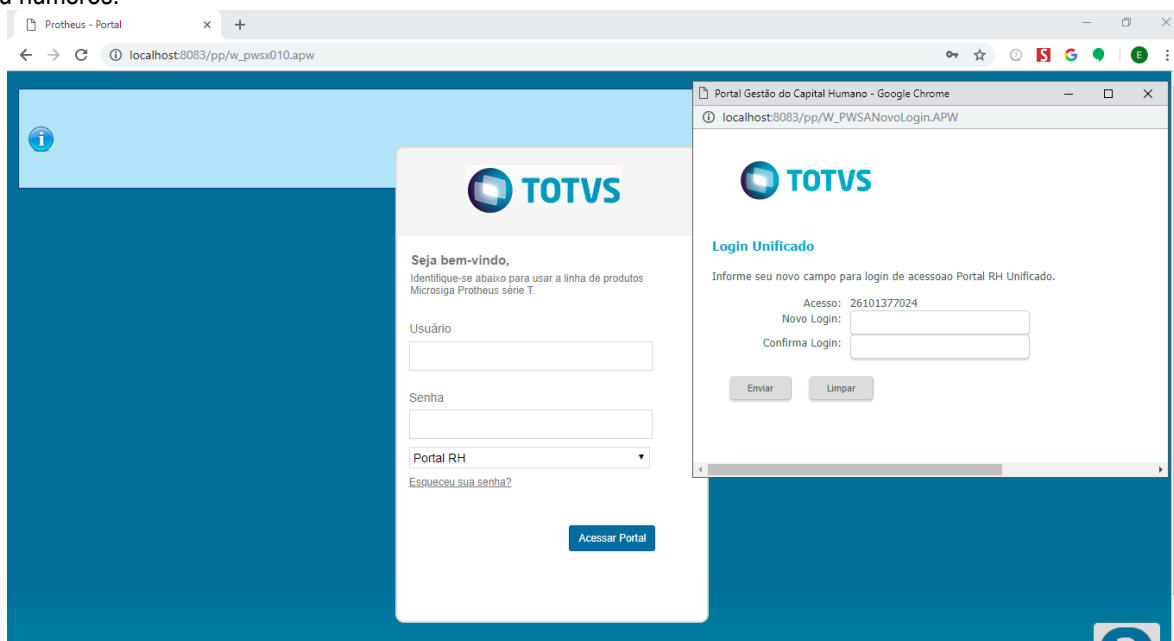 números.
Protheus - Portal
localhost:8083/pp/w_pwsx010.apw
TOTVS
Seja bem-vindo,
Identifique-se abaixo para usar a linha de produtos
Microsiga Protheus série T.
Usuário
Senha
Portal RH
Esqueceu sua senha?
Acessar Portal
Portal Gestão do Capital Humano - Google Chrome
localhost:8083/pp/W_PWSANovoLogin.APW
TOTVS
Login Unificado
Informe seu novo campo para login de acessoao Portal RH Unificado.
Acesso: 26101377024
Novo Login:
Confirma Login:
Enviar Limpar